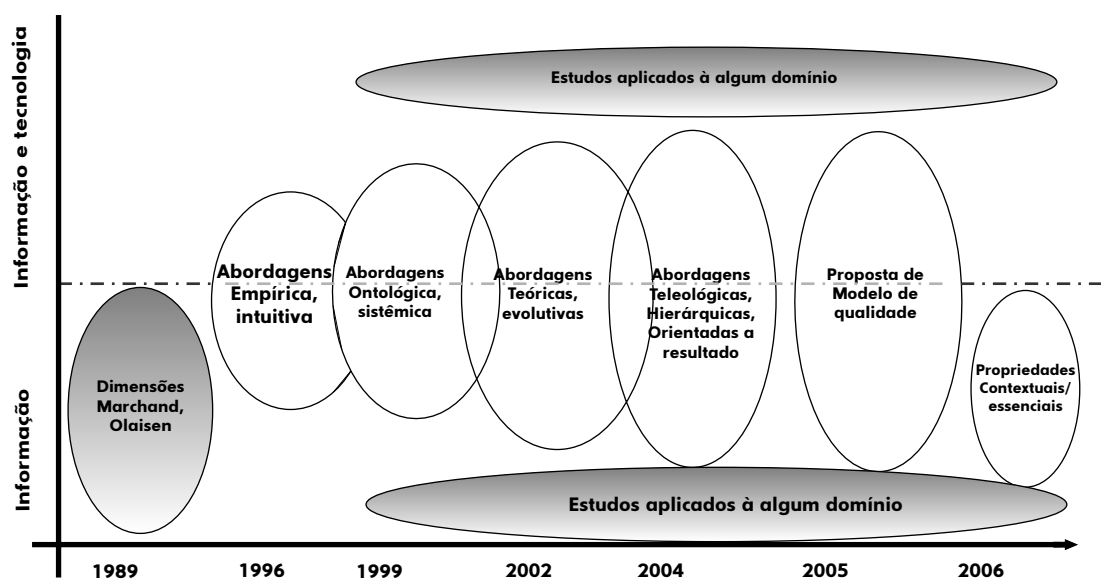 Informação e tecnologia
Informação
Estudos aplicados à algum domínio
Dimensões
Marchand,
Olaisen
Abordagens
Empírica,
intuitiva
Abordagens
Ontológica,
sistêmica
Abordagens
Teóricas,
evolutivas
Abordagens
Teleológicas,
Hierárquicas,
Orientadas a
resultado
Proposta de
Modelo de
qualidade
Propriedades
Contextuais/
essenciais
Estudos aplicados à algum domínio
1989 1996 1999 2002 2004 2005 2006